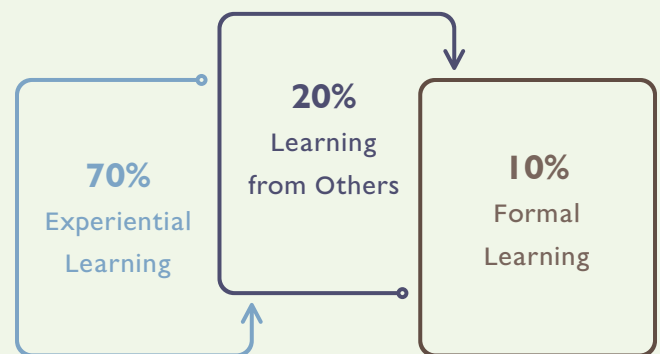 70%
Experiential
Learning
20%
Learning
from Others
10%
Formal
Learning